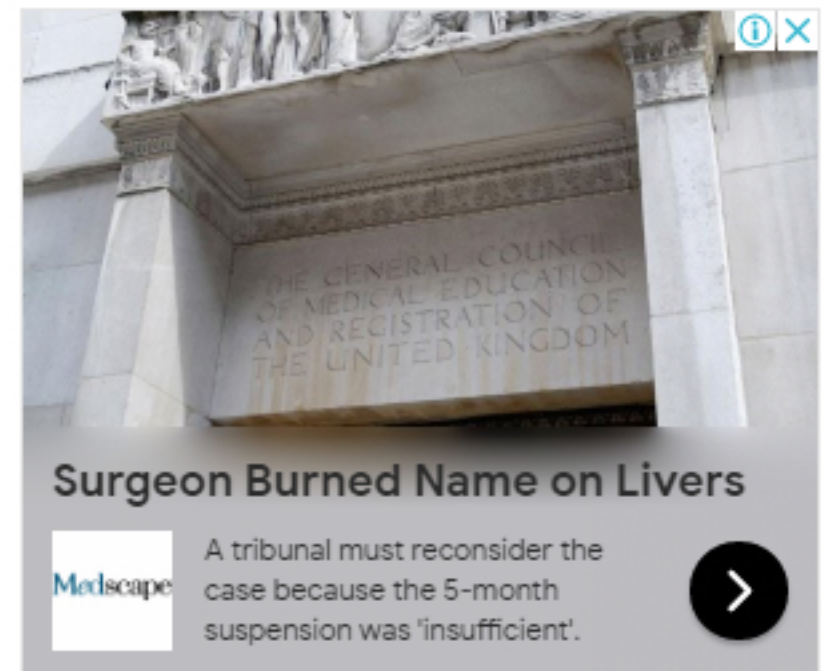 THE GENERAL COUNCIL
OF MEDICAL EDUCATION
AND REGISTRATION OF
THE UNITED KINGDOM
Surgeon Burned Name on Livers
Medscape
A tribunal must reconsider the
case because the 5-month
suspension was 'insufficient'.